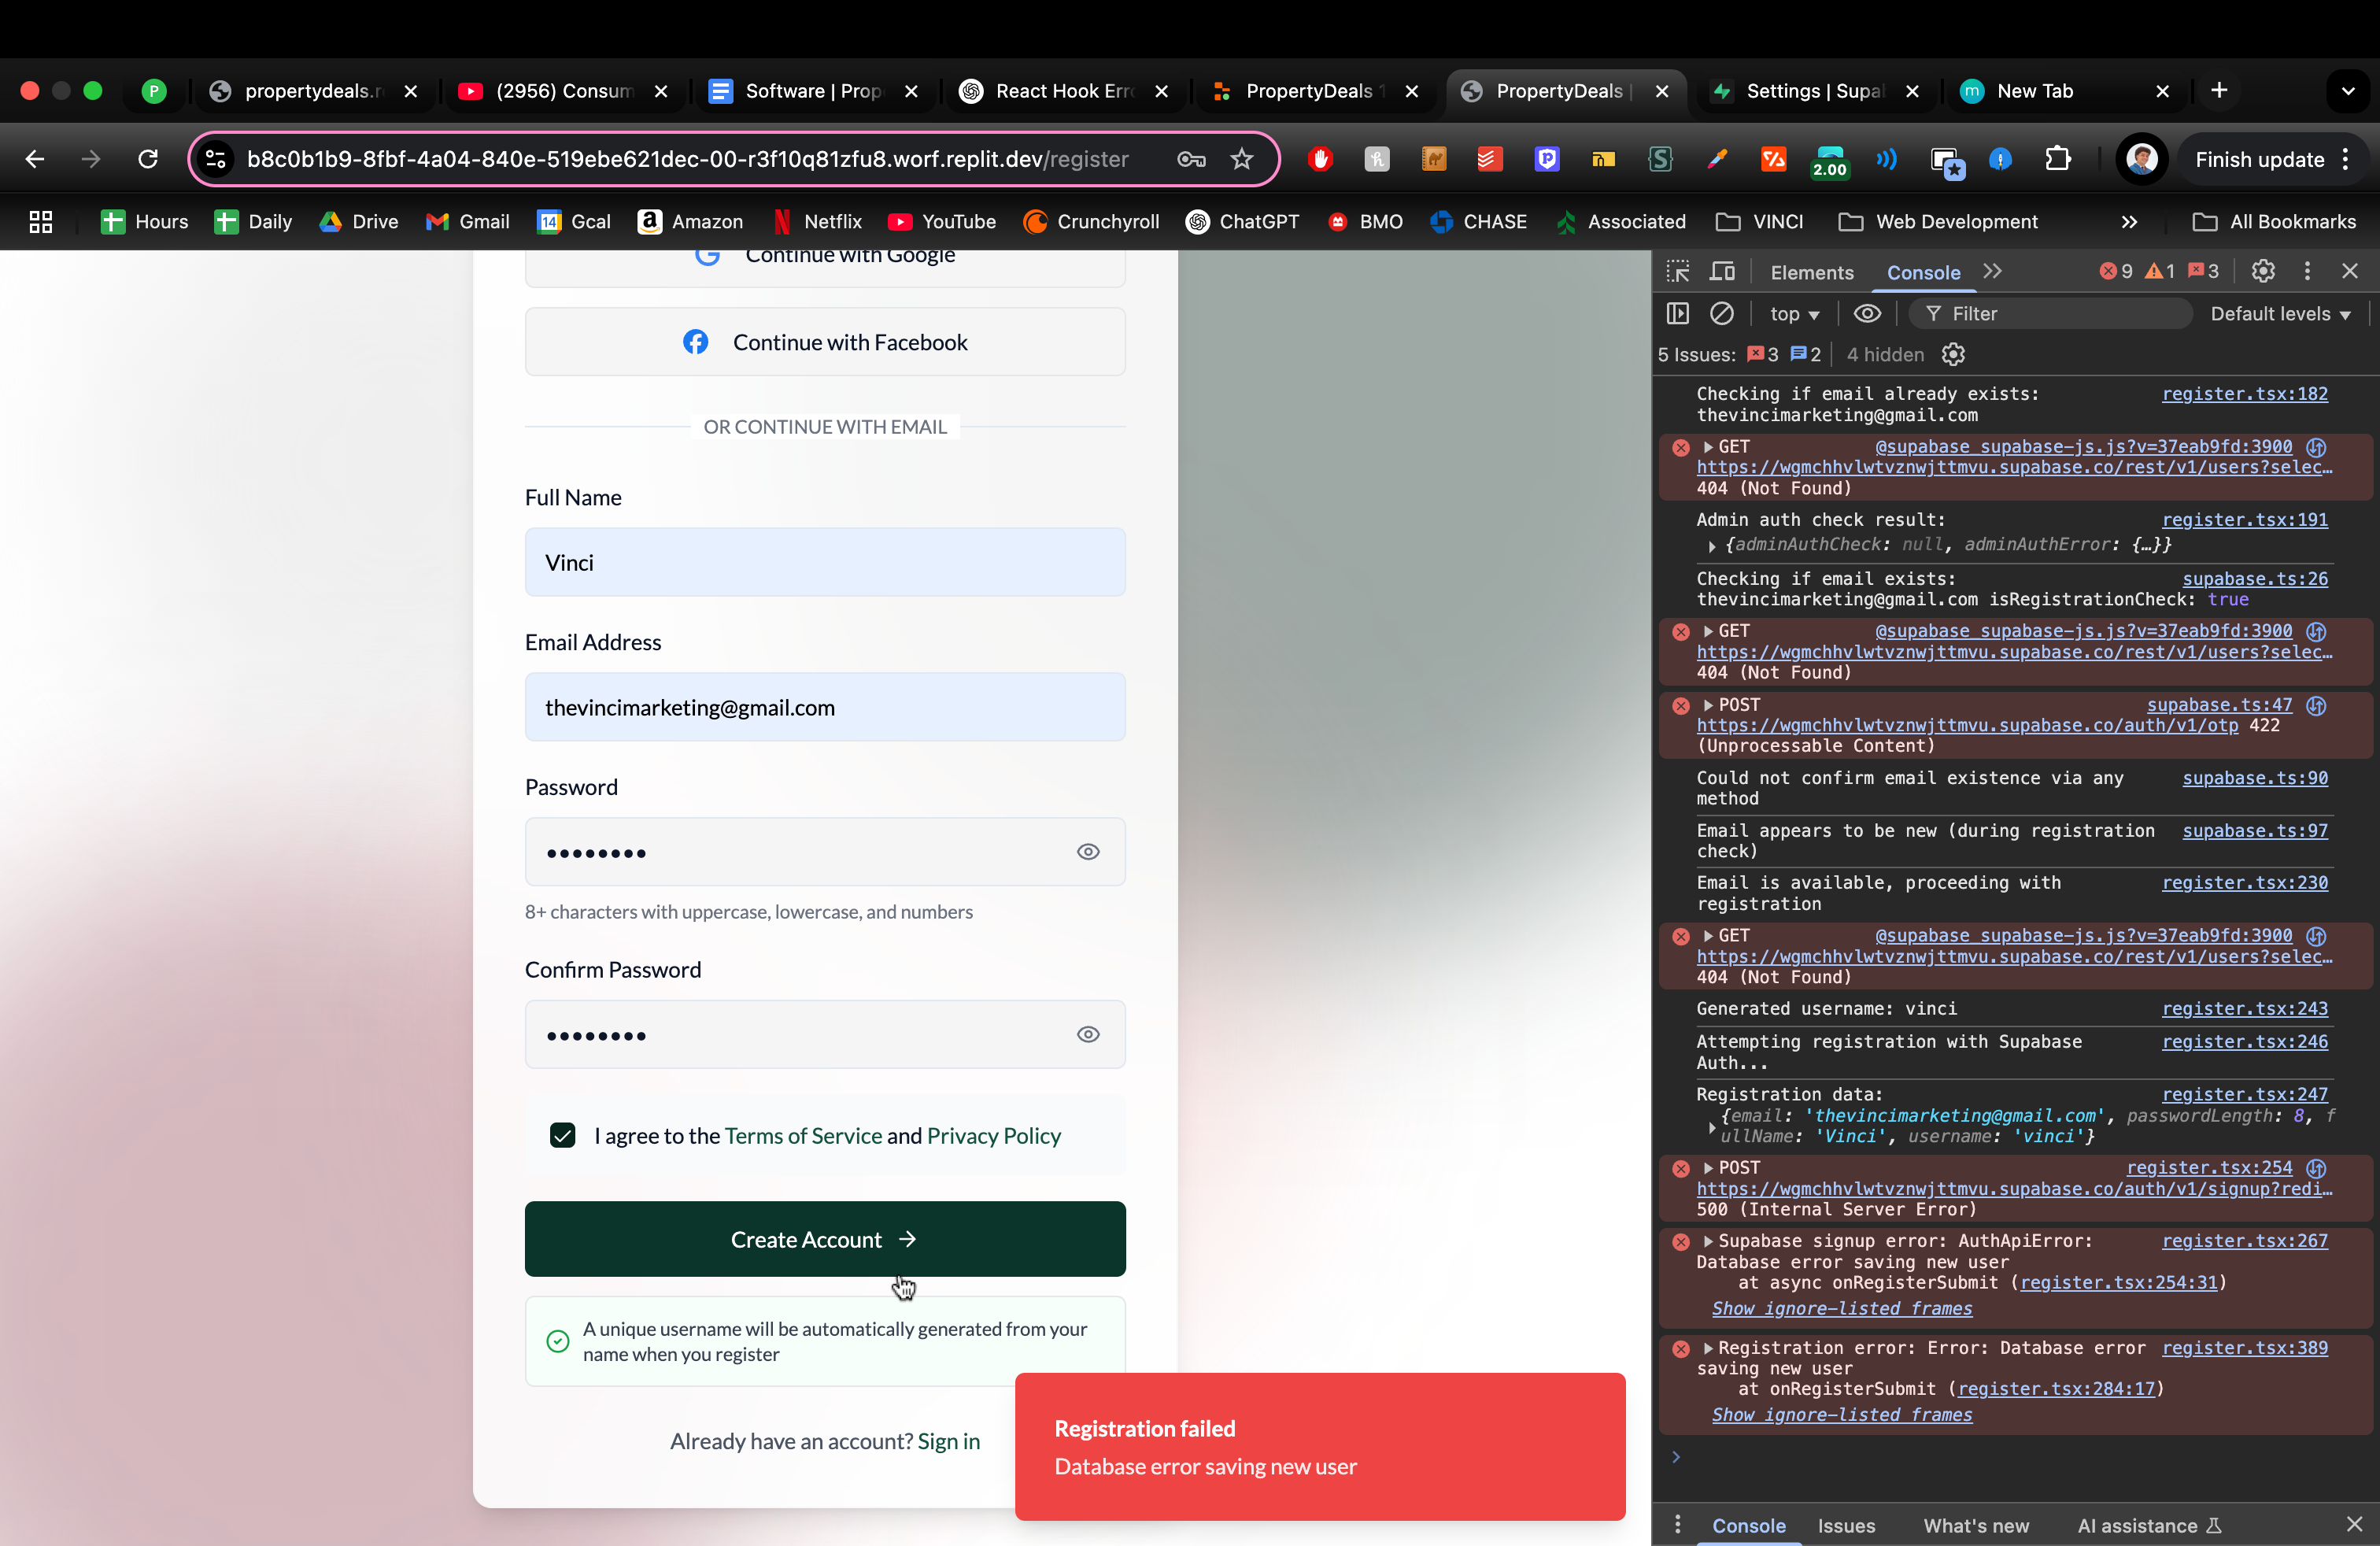 P
propertydeals.r
(2956) Consum
Software | Prop
React Hook Erro
PropertyDeals 1
PropertyDeals |
Settings | Supa
m
New Tab
b8c0b1b9-8fbf-4a04-840e-519ebe621dec-00-r3f10q81zfu8.worf.replit.dev/register
2.00
Finish update
Hours
Daily
Drive
Gmail
14
Gcal
Amazon
Netflix
YouTube
Crunchyroll
ChatGPT
BMO
CHASE
Associated
VINCI
Web Development
All Bookmarks
Continue with Google
Continue with Facebook
OR CONTINUE WITH EMAIL
Full Name
Vinci
Email Address
thevincimarketing@gmail.com
Password
••••••••
8+ characters with uppercase, lowercase, and numbers
Confirm Password
••••••••
I agree to the Terms of Service and Privacy Policy
Create Account →
A unique username will be automatically generated from your
name when you register
Already have an account? Sign in
Registration failed
Database error saving new user
Elements
Console
9
1
3
top
Filter
Default levels
5 Issues:
3
2
4 hidden
Checking if email already exists: register.tsx:182
thevincimarketing@gmail.com
GET @supabase_supabase-js.js?v=37eab9fd:3900
https://wgmchhvlwtvznwjttmvu.supabase.co/rest/v1/users?selec…
404 (Not Found)
Admin auth check result: register.tsx:191
{adminAuthCheck: null, adminAuthError: {…}}
Checking if email exists: supabase.ts:26
thevincimarketing@gmail.com isRegistrationCheck: true
GET @supabase_supabase-js.js?v=37eab9fd:3900
https://wgmchhvlwtvznwjttmvu.supabase.co/rest/v1/users?selec…
404 (Not Found)
POST supabase.ts:47
https://wgmchhvlwtvznwjttmvu.supabase.co/auth/v1/otp 422
(Unprocessable Content)
Could not confirm email existence via any supabase.ts:90
method
Email appears to be new (during registration supabase.ts:97
check)
Email is available, proceeding with register.tsx:230
registration
GET @supabase_supabase-js.js?v=37eab9fd:3900
https://wgmchhvlwtvznwjttmvu.supabase.co/rest/v1/users?selec…
404 (Not Found)
Generated username: vinci register.tsx:243
Attempting registration with Supabase register.tsx:246
Auth...
Registration data: register.tsx:247
{email: 'thevincimarketing@gmail.com', passwordLength: 8, f
ullName: 'Vinci', username: 'vinci'}
POST register.tsx:254
https://wgmchhvlwtvznwjttmvu.supabase.co/auth/v1/signup?redi…
500 (Internal Server Error)
Supabase signup error: AuthApiError: register.tsx:267
Database error saving new user
at async onRegisterSubmit (register.tsx:254:31)
Show ignore-listed frames
Registration error: Error: Database error register.tsx:389
saving new user
at onRegisterSubmit (register.tsx:284:17)
Show ignore-listed frames
Console
Issues
What's new
AI assistance